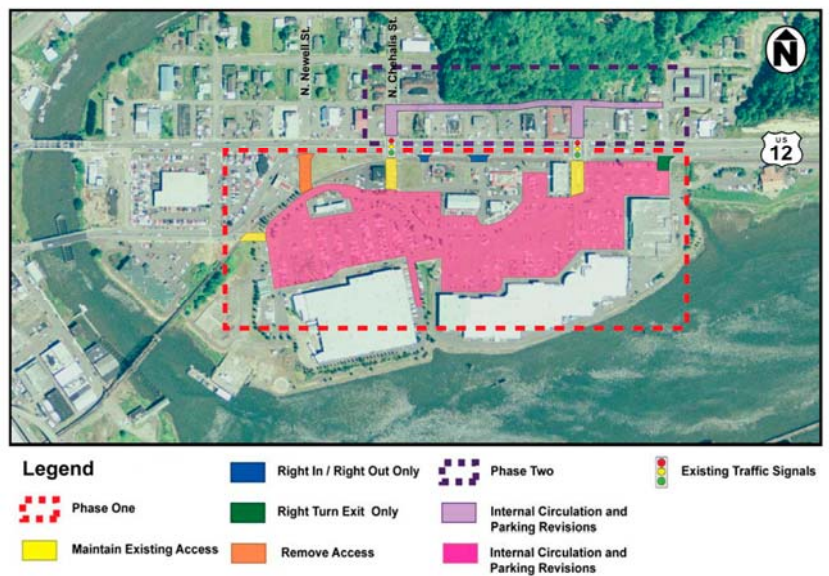 N. Newell St.
N. Chehalis St.
N
US
12
Legend
Phase One
Maintain Existing Access
Right In / Right Out Only
Right Turn Exit Only
Remove Access
Phase Two
Internal Circulation and
Parking Revisions
Internal Circulation and
Parking Revisions
Existing Traffic Signals